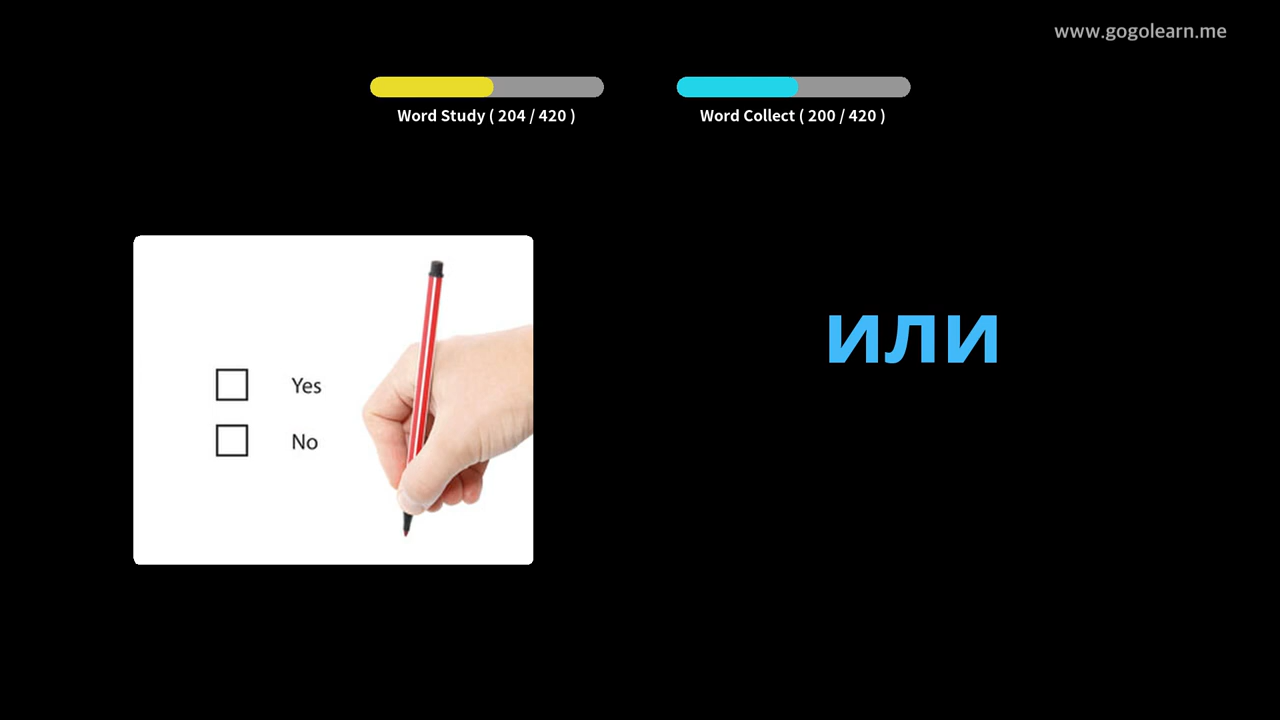 www.gogolearn.me
Word Study ( 204 / 420 )
Word Collect ( 200 / 420 )
или
Yes
No